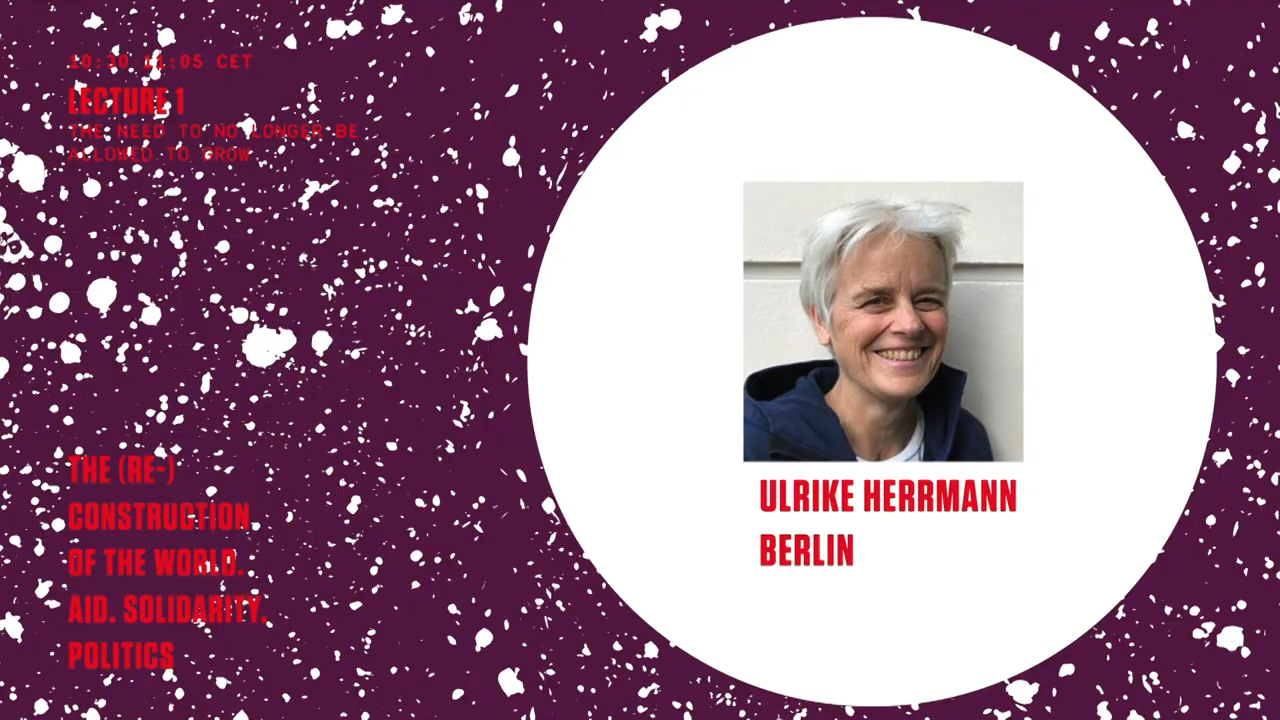 10:30 11:05 CET
LECTURE 1
THE NEED TO NO LONGER BE
ALLOWED TO GROW
THE (RE-)
CONSTRUCTION
OF THE WORLD.
AID. SOLIDARITY.
POLITICS
ULRIKE HERRMANN
BERLIN